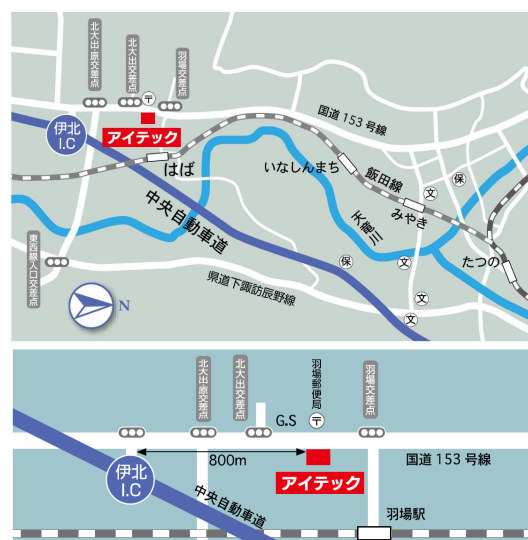 北大出原交差点
北大出交差点
羽場交差点
〒
国道 153 号線
伊北
I.C
アイテック
はば
いなしんまち
飯田線
みやき
文
保
天竜川
中央自動車道
保
文
たつの
東西線入口交差点
県道下諏訪辰野線
文
文
N
北大出原交差点
北大出交差点
羽場郵便局
羽場交差点
G.S
〒
800m
伊北
I.C
アイテック
国道 153 号線
中央自動車道
羽場駅